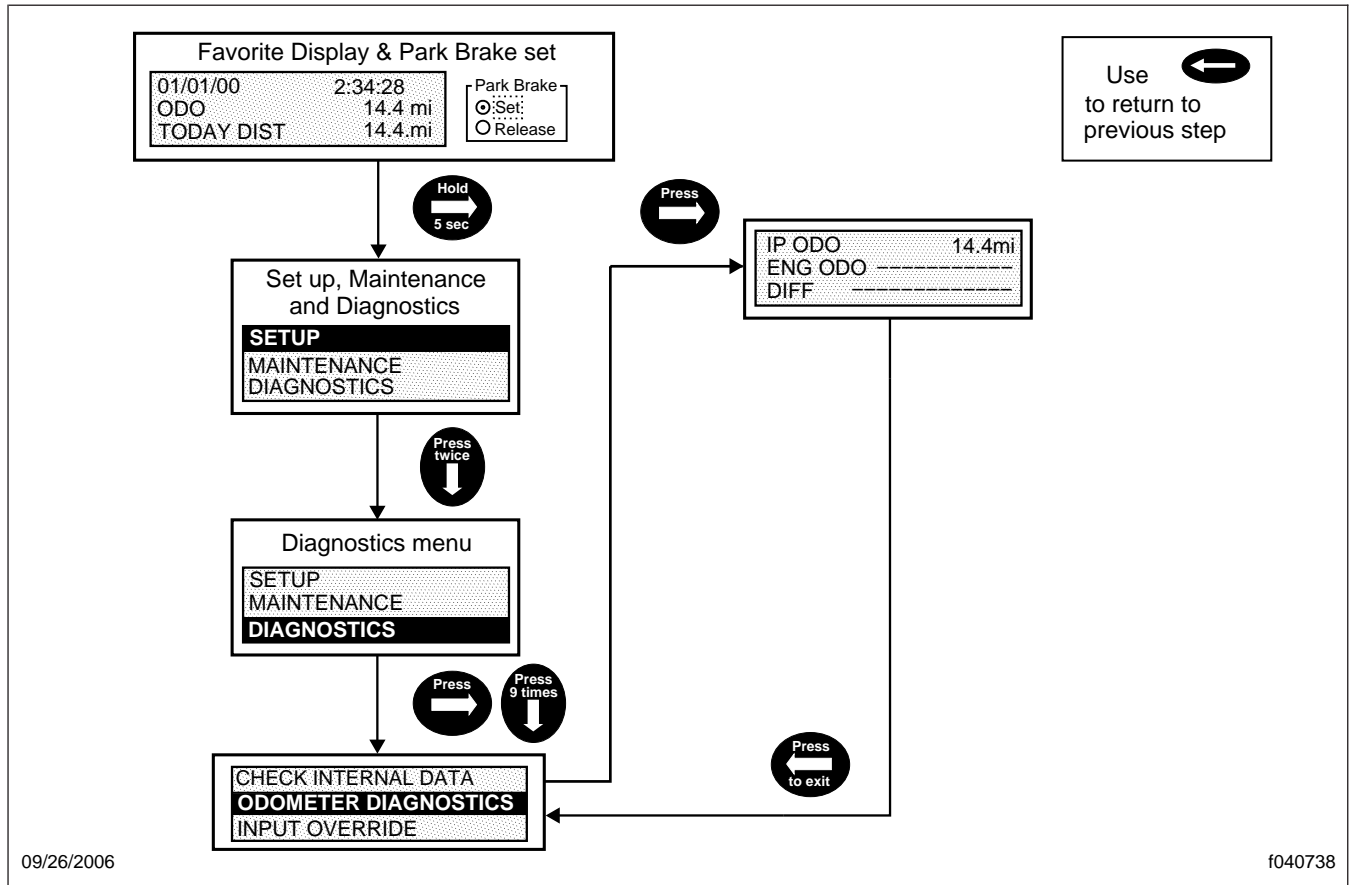 Favorite Display & Park Brake set
01/01/00 2:34:28
ODO 14.4 mi
TODAY DIST 14.4.mi
Park Brake
Set
Release
Use
to return to
previous step
Hold
5 sec
Set up, Maintenance
and Diagnostics
SETUP
MAINTENANCE
DIAGNOSTICS
Press
twice
Diagnostics menu
SETUP
MAINTENANCE
DIAGNOSTICS
Press
Press
9 times
CHECK INTERNAL DATA
ODOMETER DIAGNOSTICS
INPUT OVERRIDE
Press
IP ODO 14.4mi
ENG ODO –––––––––––
DIFF –––––––––––––
Press
to exit
09/26/2006
f040738